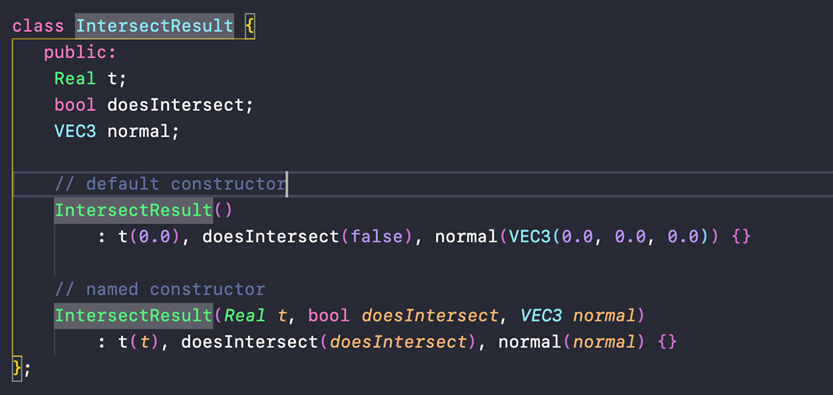 class IntersectResult {
public:
Real t;
bool doesIntersect;
VEC3 normal;
// default constructor
IntersectResult()
: t(0.0), doesIntersect(false), normal(VEC3(0.0, 0.0, 0.0)) {}
// named constructor
IntersectResult(Real t, bool doesIntersect, VEC3 normal)
: t(t), doesIntersect(doesIntersect), normal(normal) {}
};